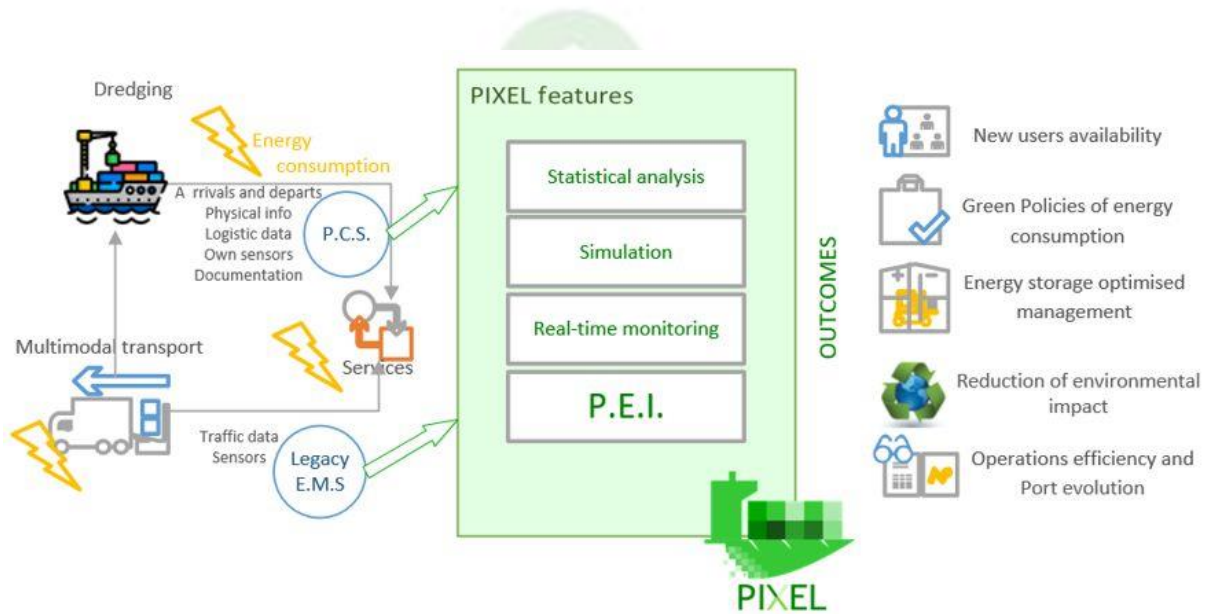 Dredging
Energy
consumption
A rrivals and departs
Physical info
Logistic data
Own sensors
Documentation
P.C.S.
Multimodal transport
Services
Traffic data
Sensors
Legacy
E.M.S
PIXEL features
Statistical analysis
Simulation
Real-time monitoring
P.E.I.
PIXEL
OUTCOMES
New users availability
Green Policies of energy
consumption
Energy storage optimised
management
Reduction of environmental
impact
Operations efficiency and
Port evolution